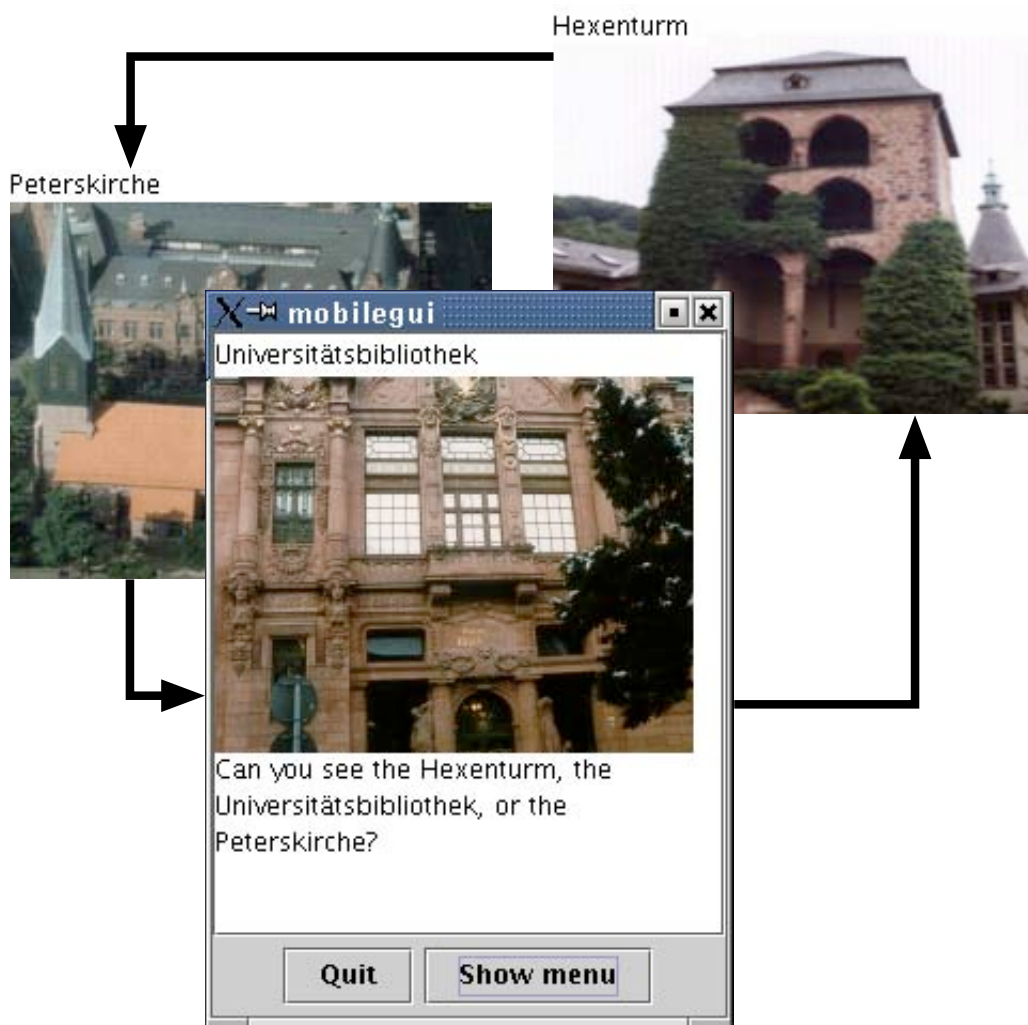 Hexenturm
Peterskirche
mobilegui
Universitätsbibliothek
Can you see the Hexenturm, the
Universitätsbibliothek, or the
Peterskirche?
Quit
Show menu